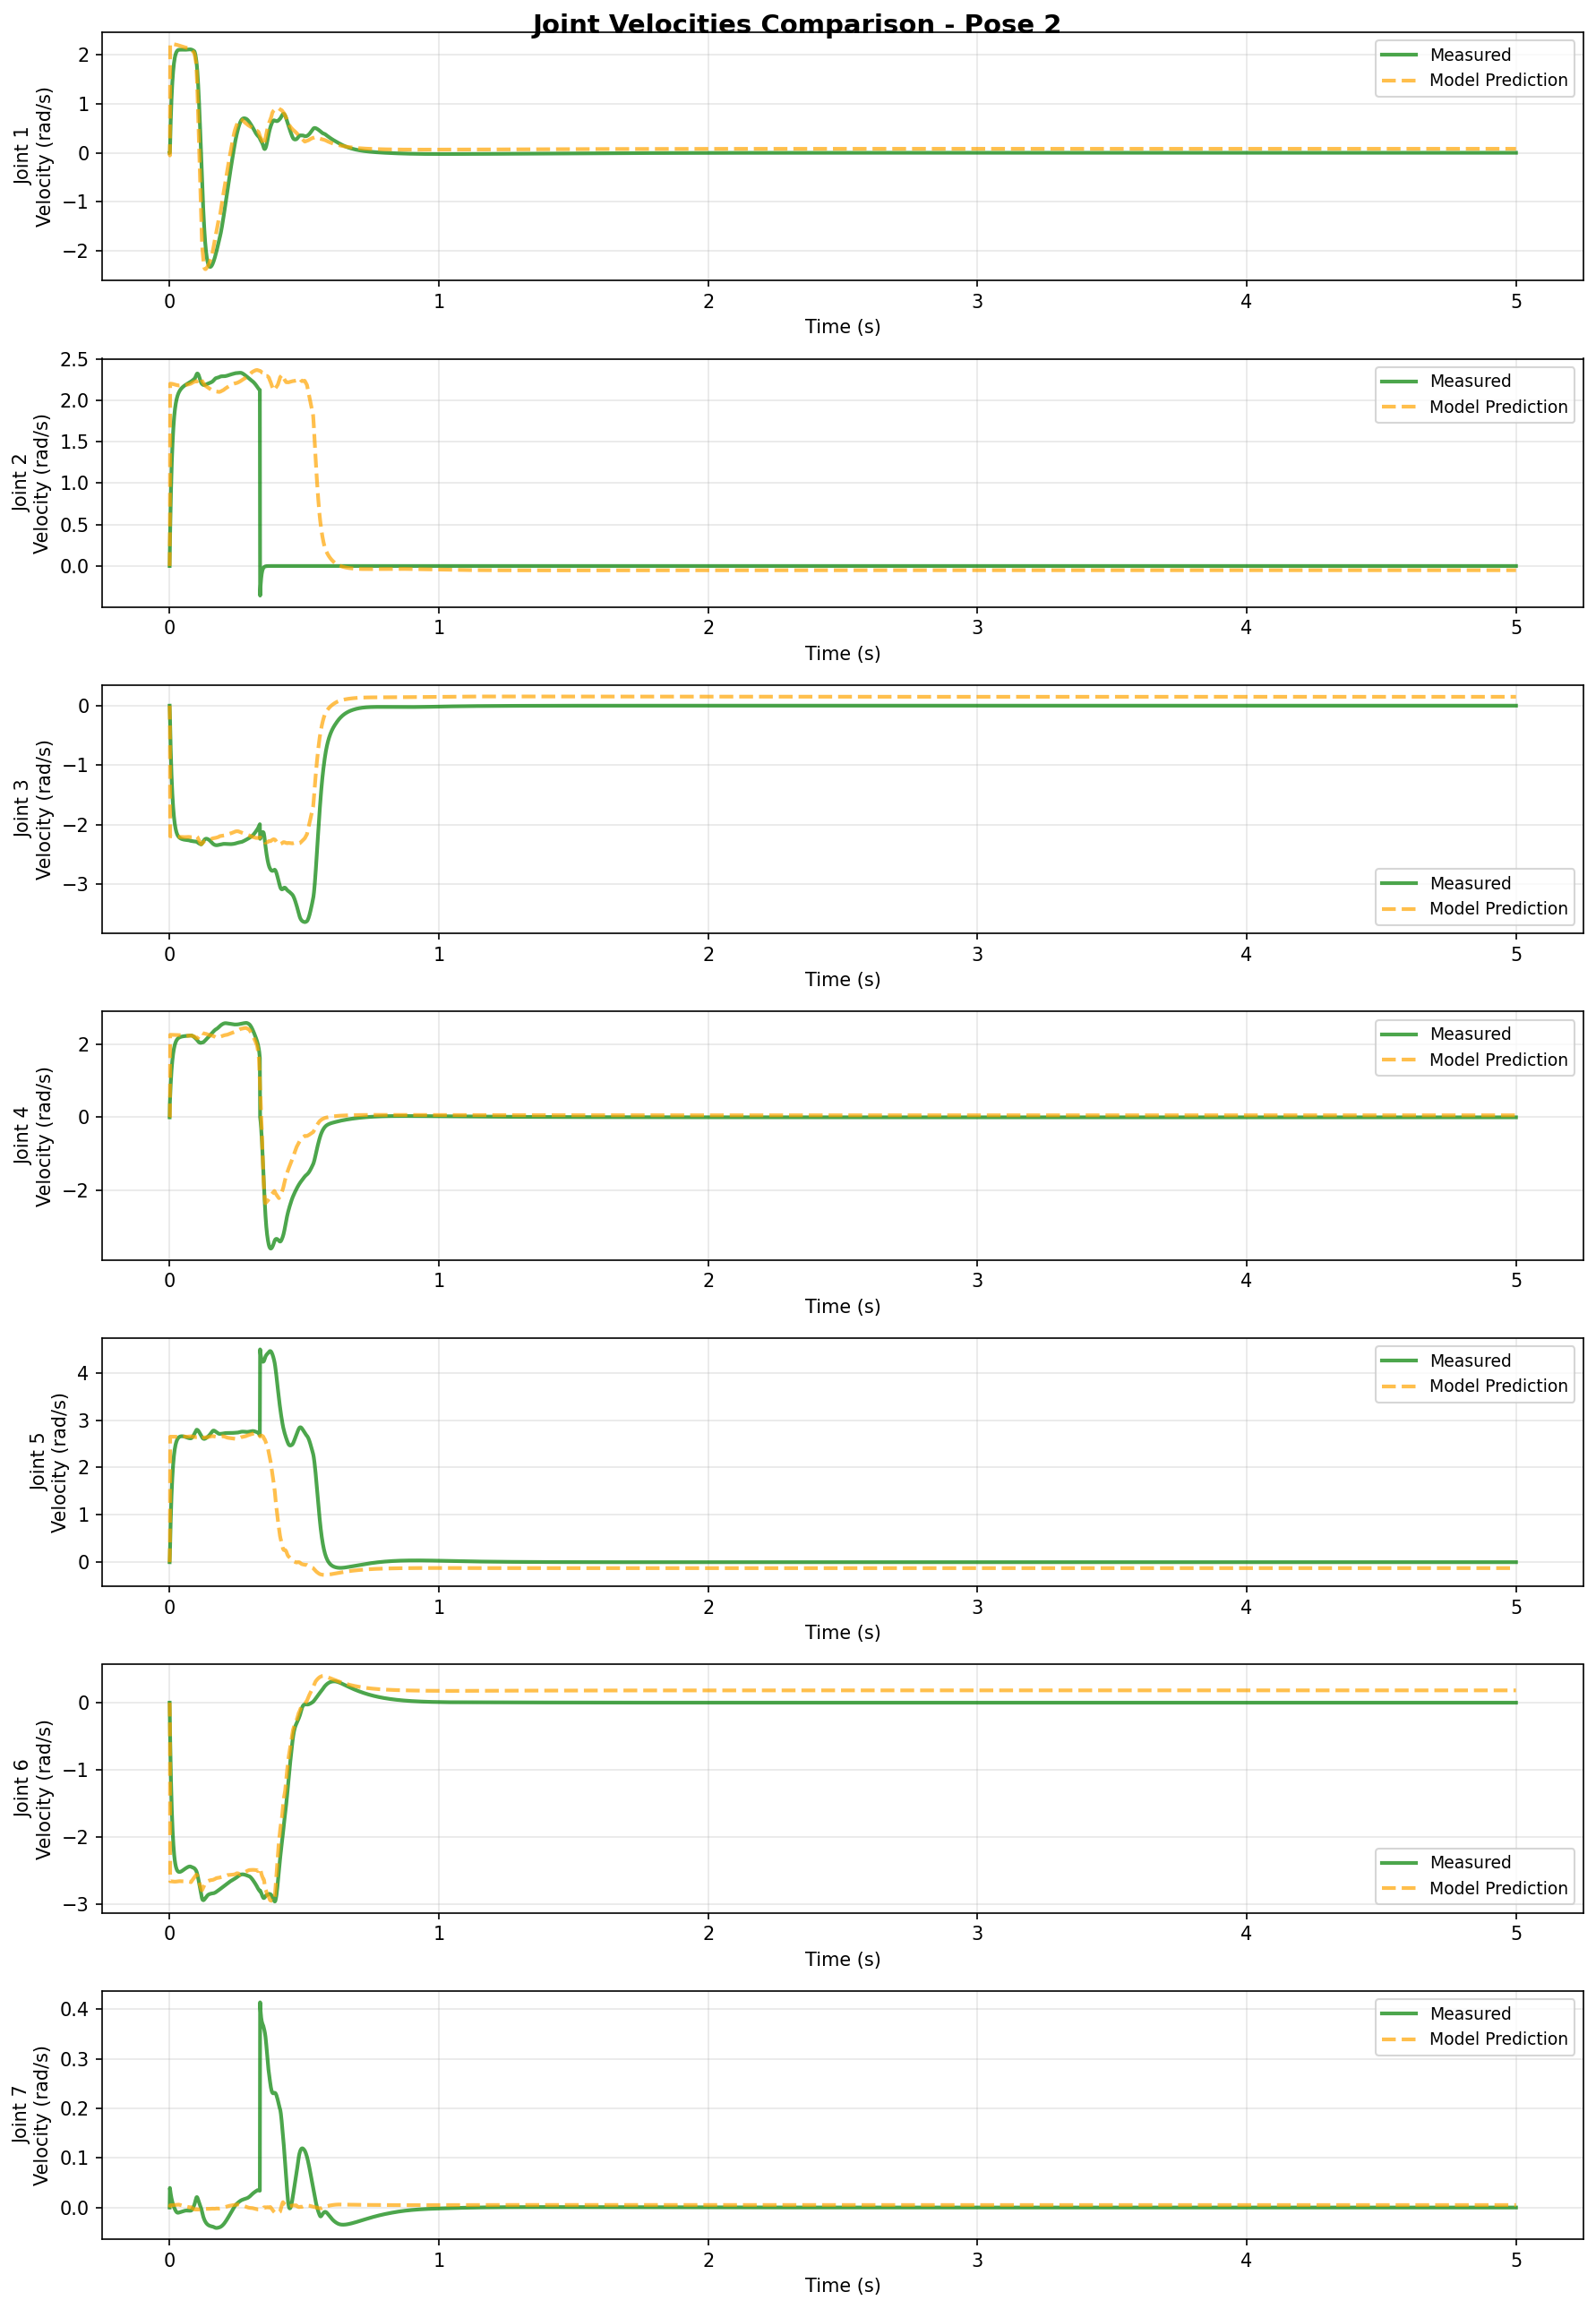 Joint Velocities Comparison - Pose 2
Joint 1
Velocity (rad/s)
2
1
0
−1
−2
Measured
Model Prediction
0 1 2 3 4 5
Time (s)
Joint 2
Velocity (rad/s)
2.5
2.0
1.5
1.0
0.5
0.0
Measured
Model Prediction
0 1 2 3 4 5
Time (s)
Joint 3
Velocity (rad/s)
0
−1
−2
−3
Measured
Model Prediction
0 1 2 3 4 5
Time (s)
Joint 4
Velocity (rad/s)
2
0
−2
Measured
Model Prediction
0 1 2 3 4 5
Time (s)
Joint 5
Velocity (rad/s)
4
3
2
1
0
Measured
Model Prediction
0 1 2 3 4 5
Time (s)
Joint 6
Velocity (rad/s)
0
−1
−2
−3
Measured
Model Prediction
0 1 2 3 4 5
Time (s)
Joint 7
Velocity (rad/s)
0.4
0.3
0.2
0.1
0.0
Measured
Model Prediction
0 1 2 3 4 5
Time (s)